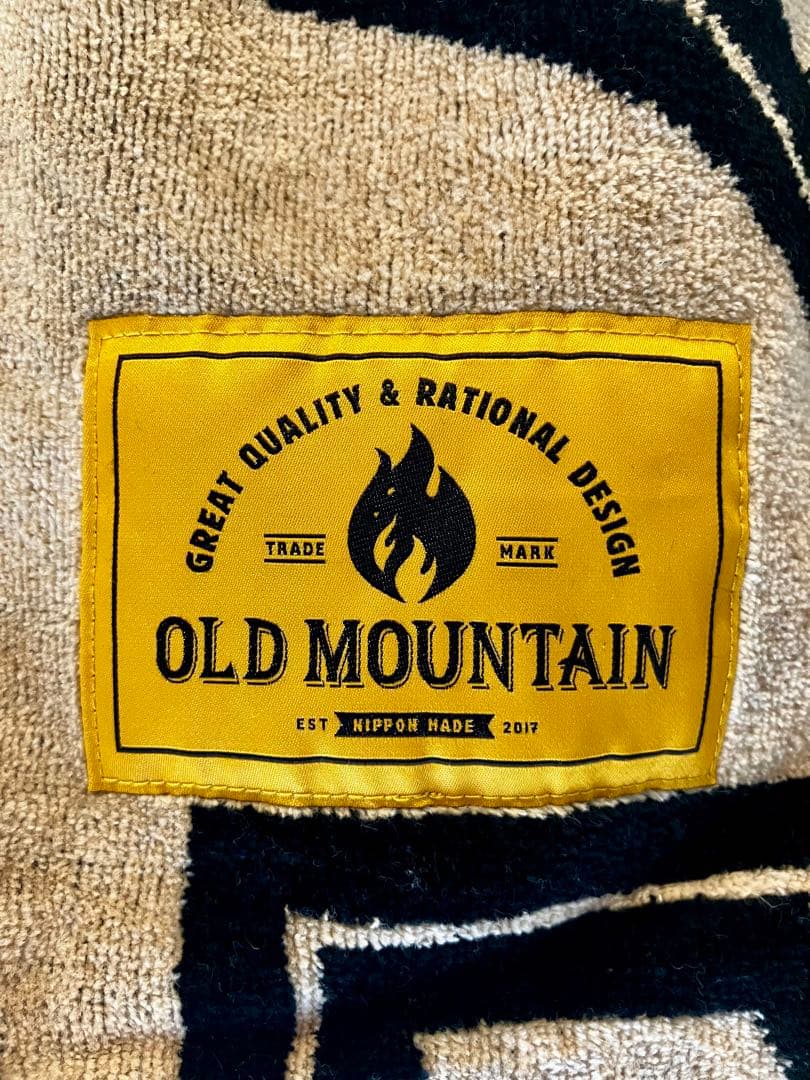 GREAT QUALITY & RATIONAL DESIGN
TRADE MARK
OLD MOUNTAIN
EST NIPPON MADE 2017